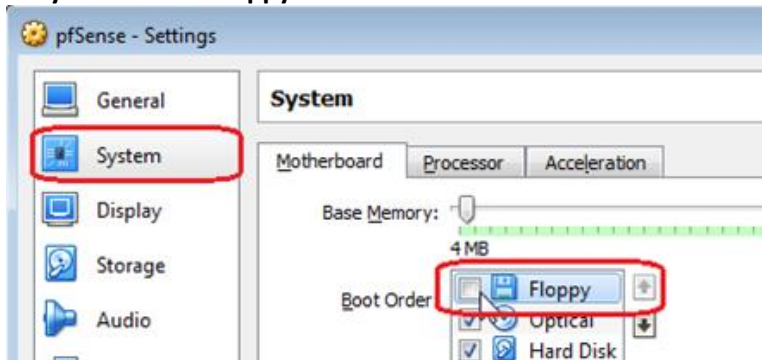 pfSense - Settings
General
System
Display
Storage
Audio
System
Motherboard Processor Acceleration
Base Memory:
4 MB
Boot Order
Floppy
Optical
Hard Disk